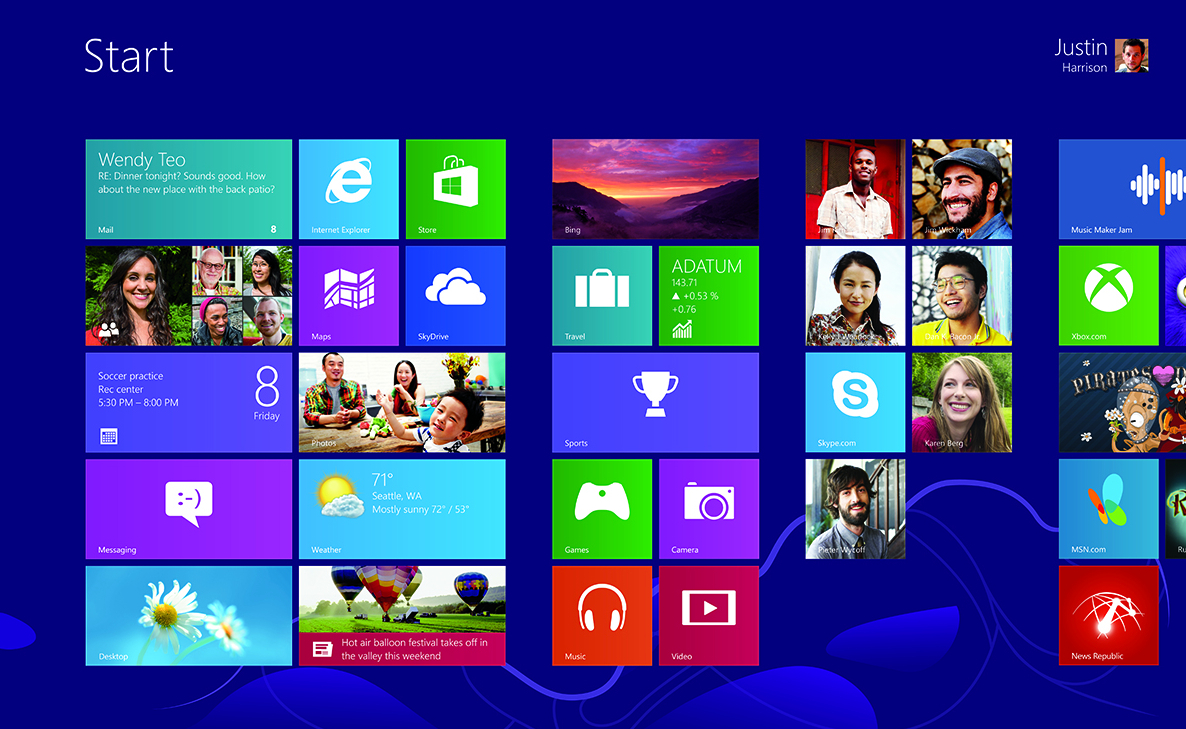 Start
Justin
Harrison
Wendy Teo
RE: Dinner tonight? Sounds good. How
about the new place with the back patio?
Mail
8
Internet Explorer
Store
Maps
SkyDrive
Soccer practice
Rec center
5:30 PM – 8:00 PM
8
Friday
Photos
Messaging
71°
Seattle, WA
Mostly sunny 72° / 53°
Weather
Desktop
Hot air balloon festival takes off in
the valley this weekend
Bing
Travel
ADATUM
143.71
▲ +0.53 %
+0.76
Sports
Games
Camera
Music
Video
Jim
Jim Wickham
Bacon
Skype.com
Karen Berg
Pieter Wycoff
Music Maker Jam
Xbox.com
PIRATES
MSN.com
Ru
News Republic